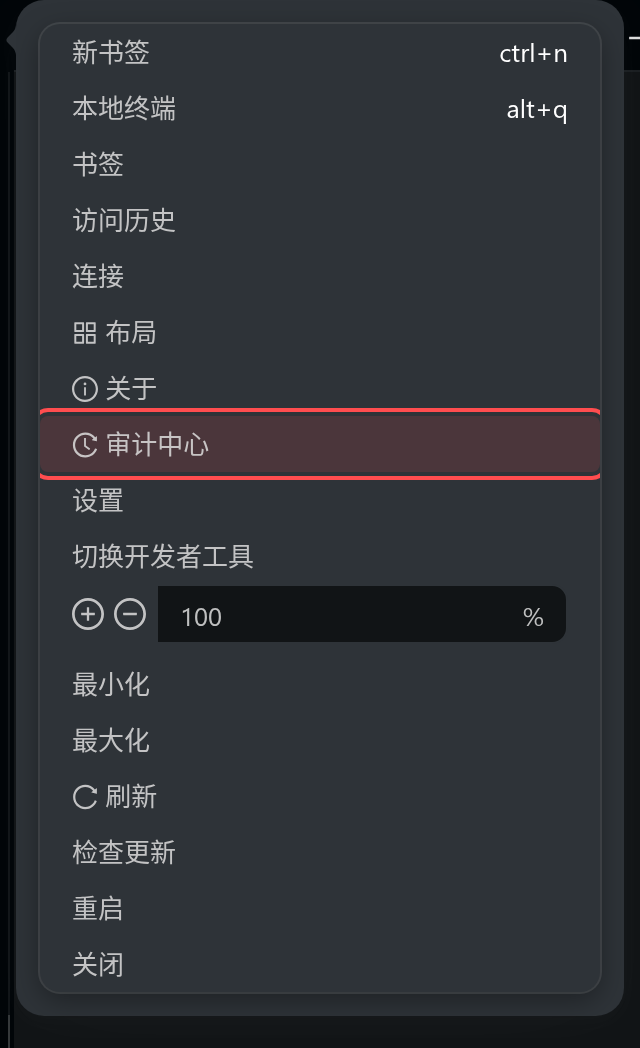 新书签 ctrl+n
本地终端 alt+q
书签
访问历史
连接
布局
关于
审计中心
设置
切换开发者工具
100 %
最小化
最大化
刷新
检查更新
重启
关闭